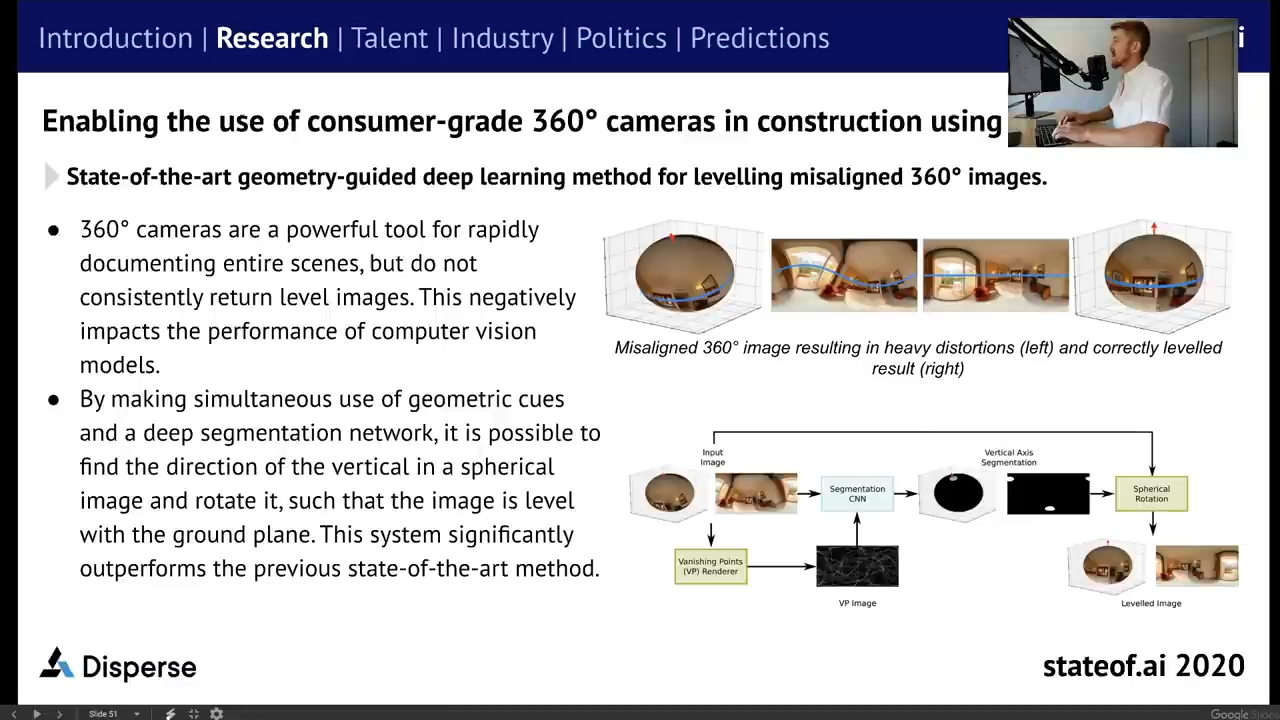 Introduction | Research | Talent | Industry | Politics | Predictions
i
Enabling the use of consumer-grade 360° cameras in construction using
State-of-the-art geometry-guided deep learning method for levelling misaligned 360° images.
● 360° cameras are a powerful tool for rapidly
documenting entire scenes, but do not
consistently return level images. This negatively
impacts the performance of computer vision
models.
● By making simultaneous use of geometric cues
and a deep segmentation network, it is possible to
find the direction of the vertical in a spherical
image and rotate it, such that the image is level
with the ground plane. This system significantly
outperforms the previous state-of-the-art method.
Misaligned 360° image resulting in heavy distortions (left) and correctly levelled
result (right)
Input
Image
Segmentation
CNN
Vertical Axis
Segmentation
Spherical
Rotation
Vanishing Points
(VP) Renderer
VP Image
Levelled Image
Disperse
stateof.ai 2020
Slide 51
Google Slides